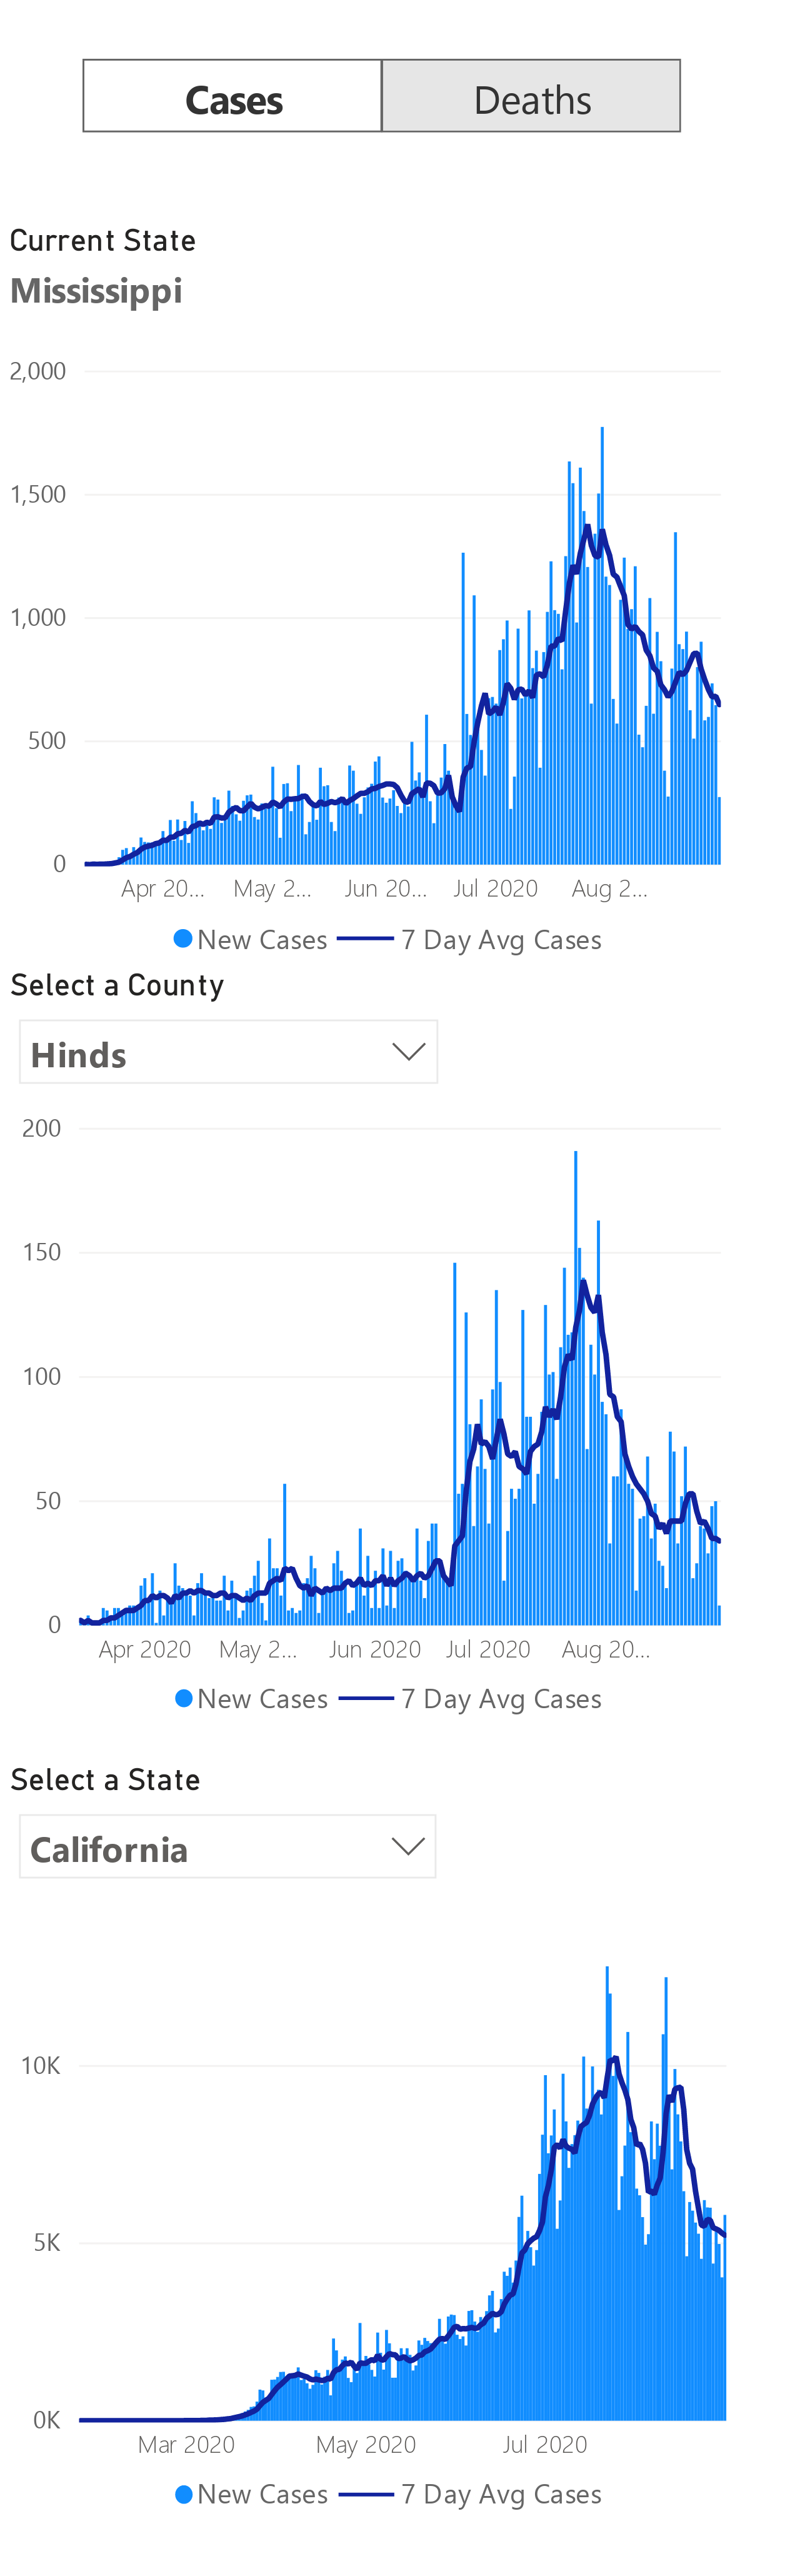 Cases Deaths
Current State
Mississippi
2,000
1,500
1,000
500
0
Apr 20... May 2... Jun 20... Jul 2020 Aug 2...
New Cases 7 Day Avg Cases
Select a County
Hinds
200
150
100
50
0
Apr 2020 May 2... Jun 2020 Jul 2020 Aug 20...
New Cases 7 Day Avg Cases
Select a State
California
10K
5K
0K
Mar 2020 May 2020 Jul 2020
New Cases 7 Day Avg Cases